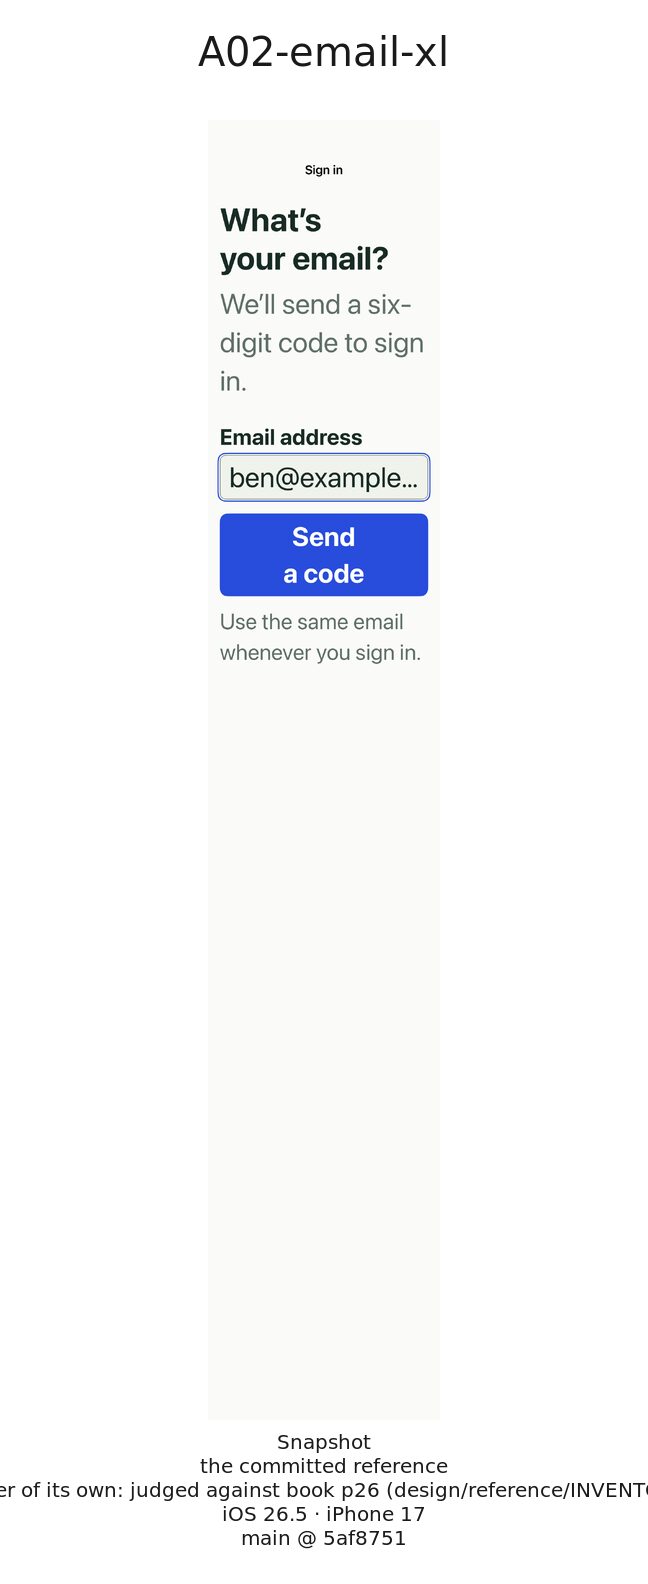 A02-email-xl
Sign in
What’s
your email?
We’ll send a six-
digit code to sign
in.
Email address
ben@example...
Send
a code
Use the same email
whenever you sign in.
Snapshot
the committed reference
of its own: judged against book p26 (design/reference/
iOS 26.5 · iPhone 17
main @ 5af8751